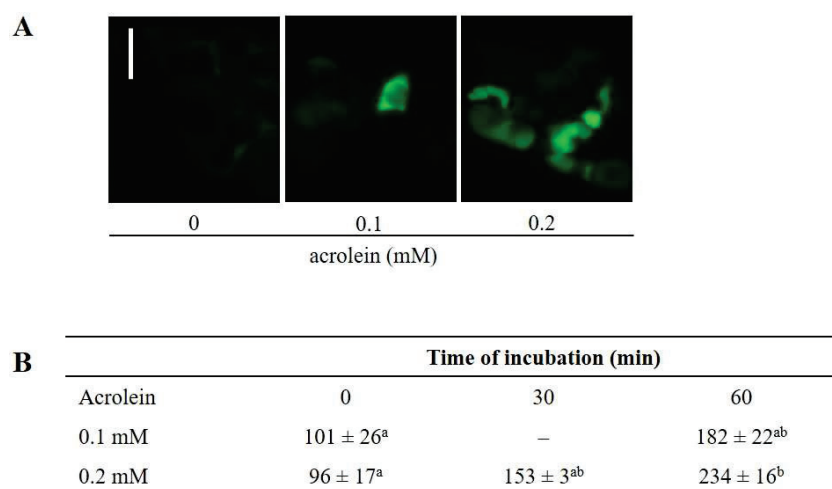 A
0 0.1 0.2
acrolein (mM)
B
Time of incubation (min)
Acrolein 0 30 60
0.1 mM 101 ± 26ᵃ – 182 ± 22ᵃᵇ
0.2 mM 96 ± 17ᵃ 153 ± 3ᵃᵇ 234 ± 16ᵇ